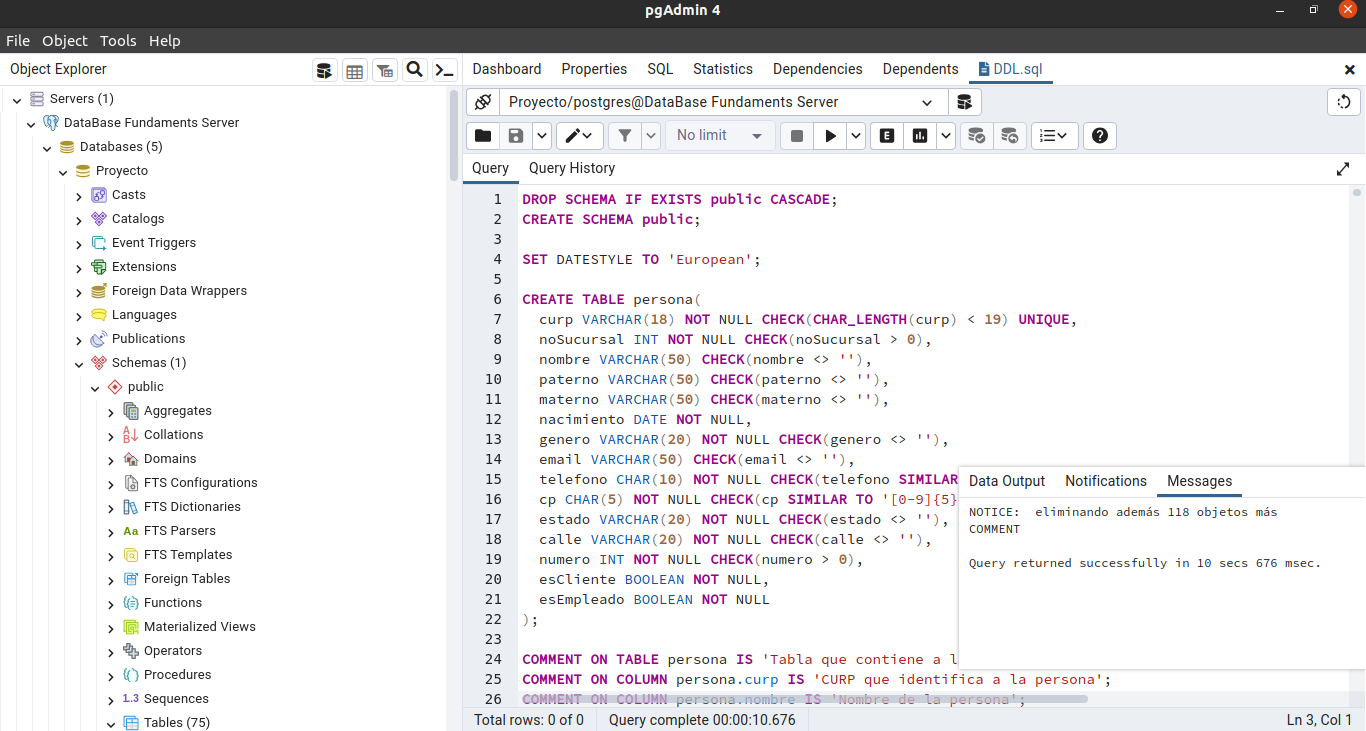 pgAdmin 4
File Object Tools Help
Object Explorer
Servers (1)
DataBase Fundaments Server
Databases (5)
Proyecto
Casts
Catalogs
Event Triggers
Extensions
Foreign Data Wrappers
Languages
Publications
Schemas (1)
public
Aggregates
Collations
Domains
FTS Configurations
FTS Dictionaries
Aa FTS Parsers
FTS Templates
Foreign Tables
Functions
Materialized Views
Operators
Procedures
1..3 Sequences
Tables (75)
Dashboard Properties SQL Statistics Dependencies Dependents DDL.sql
Proyecto/postgres@DataBase Fundaments Server
No limit E
Query Query History
1 DROP SCHEMA IF EXISTS public CASCADE;
2 CREATE SCHEMA public;
3
4 SET DATESTYLE TO 'European';
5
6 CREATE TABLE persona(
7 curp VARCHAR(18) NOT NULL CHECK(CHAR_LENGTH(curp) < 19) UNIQUE,
8 noSucursal INT NOT NULL CHECK(noSucursal > 0),
9 nombre VARCHAR(50) CHECK(nombre <> ''),
10 paterno VARCHAR(50) CHECK(paterno <> ''),
11 materno VARCHAR(50) CHECK(materno <> ''),
12 nacimiento DATE NOT NULL,
13 genero VARCHAR(20) NOT NULL CHECK(genero <> ''),
14 email VARCHAR(50) CHECK(email <> ''),
15 telefono CHAR(10) NOT NULL CHECK(telefono SIMILAR
16 cp CHAR(5) NOT NULL CHECK(cp SIMILAR TO '[0-9]{5}
17 estado VARCHAR(20) NOT NULL CHECK(estado <> ''),
18 calle VARCHAR(20) NOT NULL CHECK(calle <> ''),
19 numero INT NOT NULL CHECK(numero > 0),
20 esCliente BOOLEAN NOT NULL,
21 esEmpleado BOOLEAN NOT NULL
22 );
23
24 COMMENT ON TABLE persona IS 'Tabla que contiene a l
25 COMMENT ON COLUMN persona.curp IS 'CURP que identifica a la persona';
26 COMMENT ON COLUMN persona.nombre IS 'Nombre de la persona';
Data Output Notifications Messages
NOTICE: eliminando además 118 objetos más
COMMENT
Query returned successfully in 10 secs 676 msec.
Total rows: 0 of 0 Query complete 00:00:10.676 Ln 3, Col 1